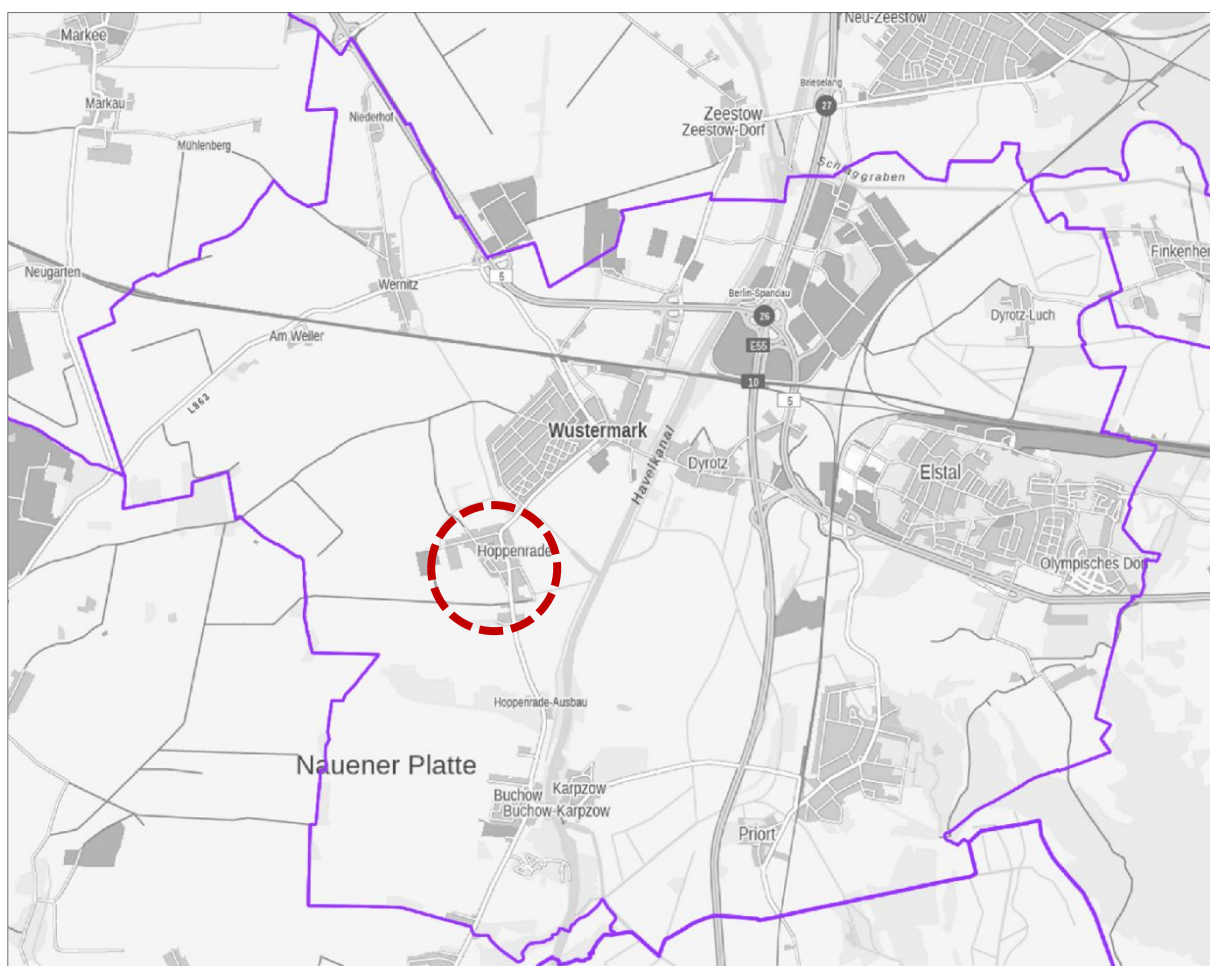 Markee
Neu-Zeestow
Brieselang
27
Markau
Niederhof
Zeestow
Zeestow-Dorf
Mühlenberg
Finkenher
Neugarten
Wernitz
5
Berlin-Spandau
26
Dyrotz-Luch
Am Weiler
E55
10
5
L863
Wustermark
Havelkanal
Dyrotz
Elstal
Hoppenrade
Olympisches Dorf
Hoppenrade-Ausbau
Nauener Platte
Buchow
Karpzow
Buchow-Karpzow
Priort